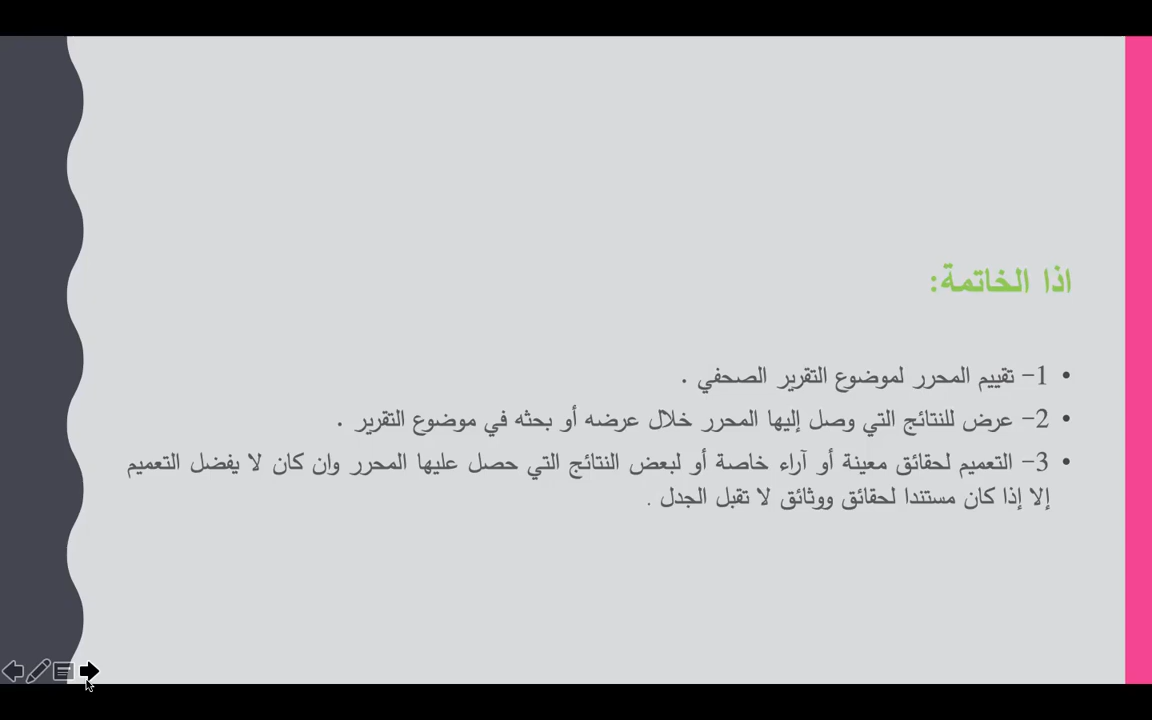 اذا الخاتمة:
• 1- تقييم المحرر لموضوع التقرير الصحفي .
• 2- عرض للنتائج التي وصل إليها المحرر خلال عرضه أو بحثه في موضوع التقرير .
• 3- التعميم لحقائق معينة أو آراء خاصة أو لبعض النتائج التي حصل عليها المحرر وان كان لا يفضل التعميم
إلا إذا كان مستندا لحقائق ووثائق لا تقبل الجدل .